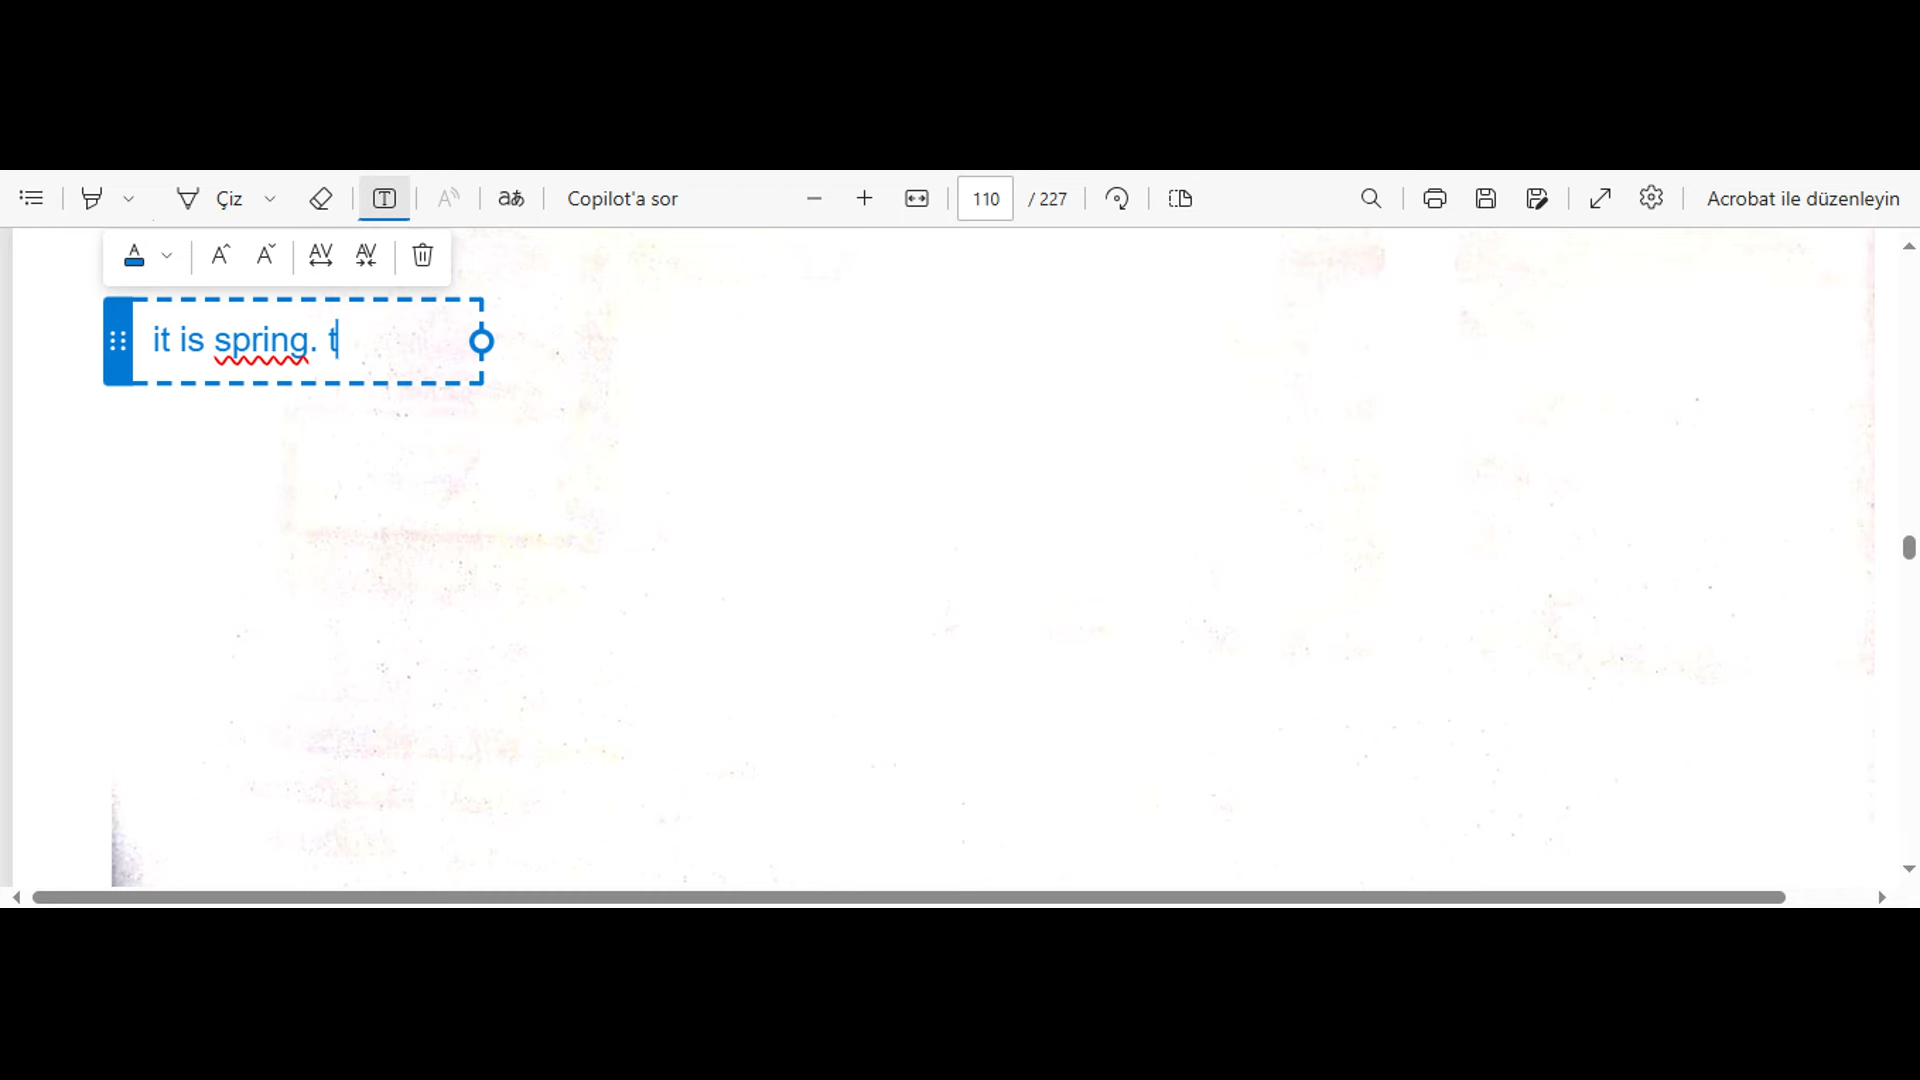 Çiz
Copilot'a sor
110 / 227
Acrobat ile düzenleyin
it is spring. t